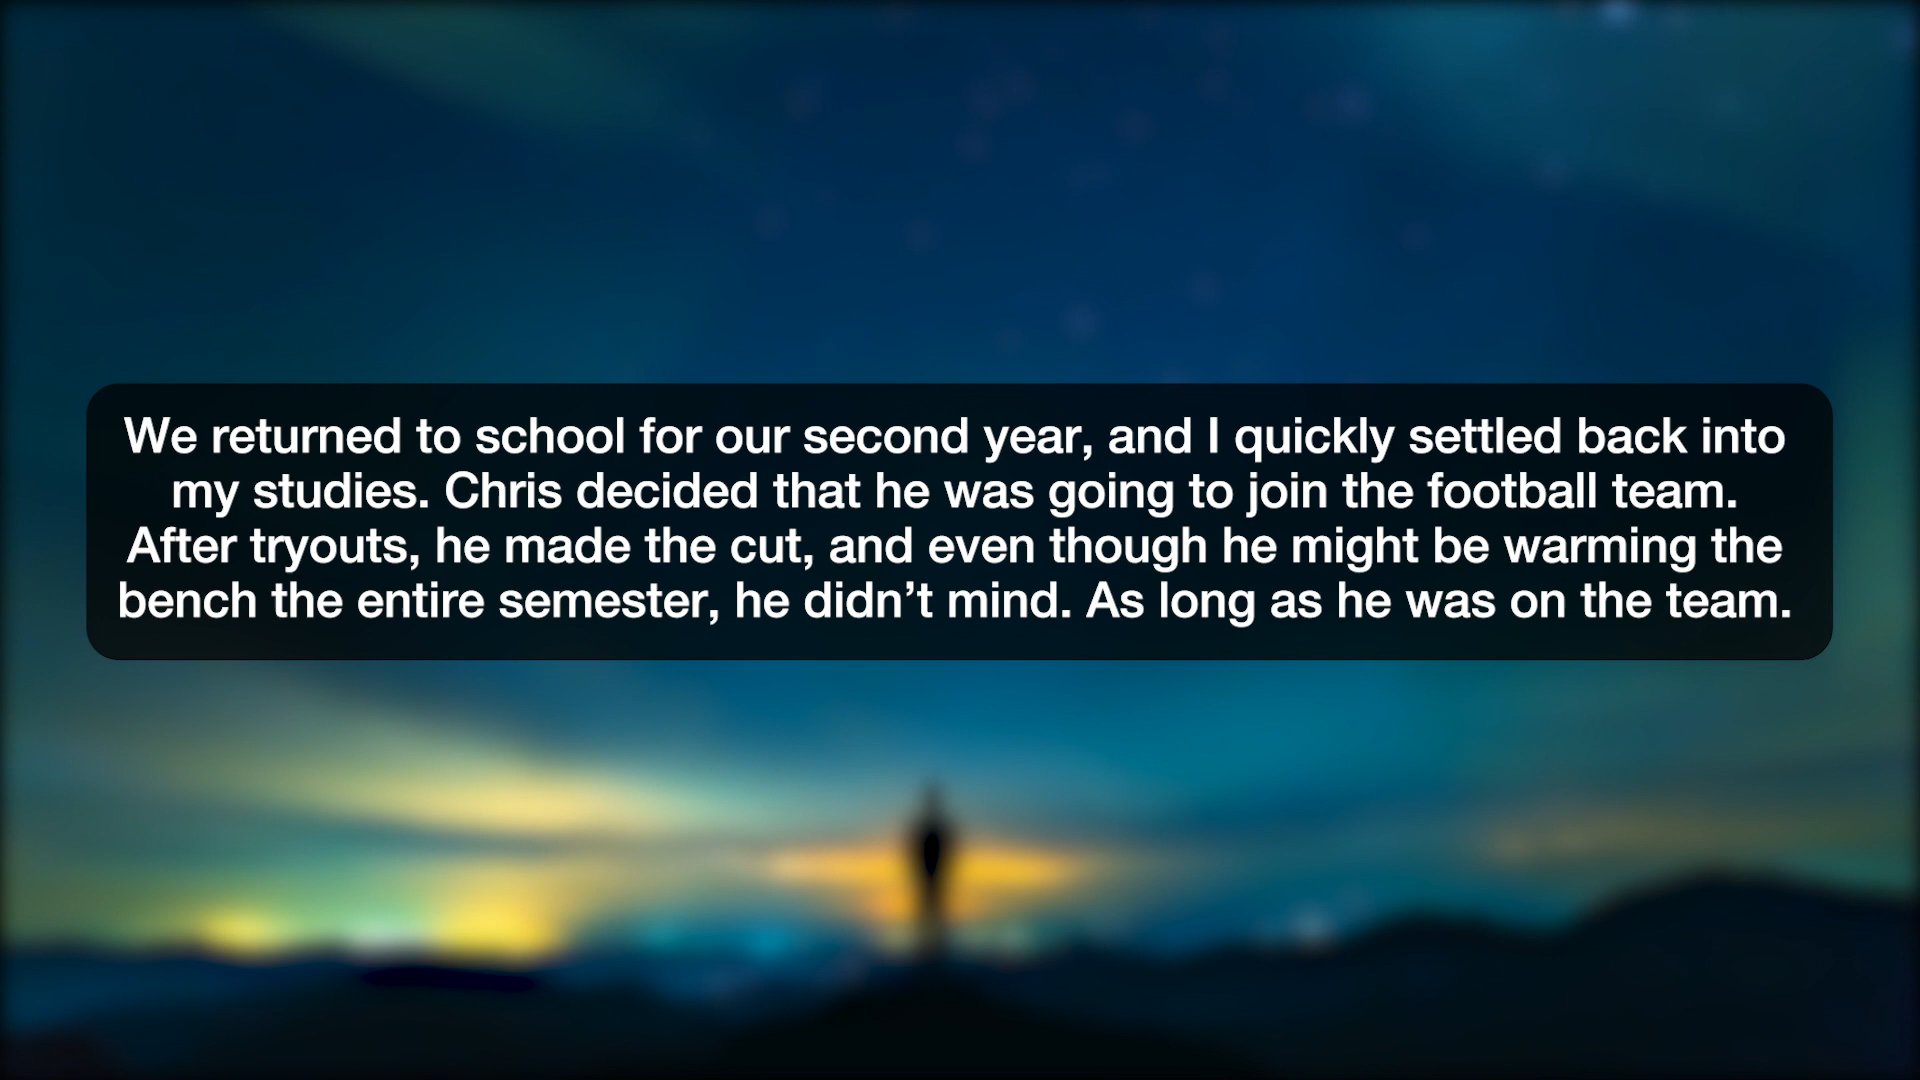 We returned to school for our second year, and I quickly settled back into
my studies. Chris decided that he was going to join the football team.
After tryouts, he made the cut, and even though he might be warming the
bench the entire semester, he didn’t mind. As long as he was on the team.